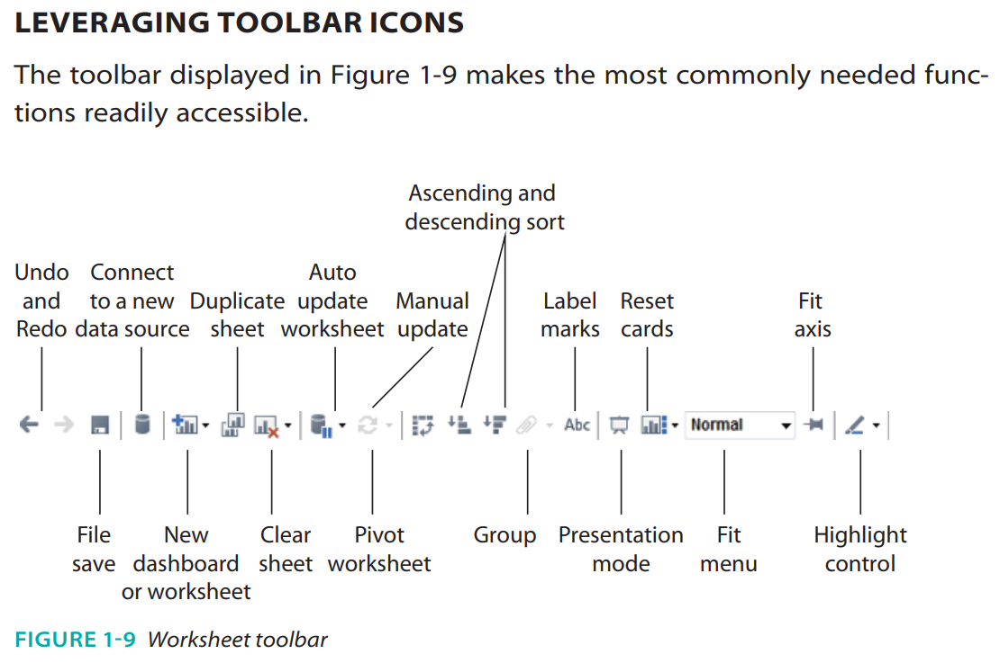 LEVERAGING TOOLBAR ICONS
The toolbar displayed in Figure 1-9 makes the most commonly needed func-
tions readily accessible.
Ascending and
descending sort
Undo
and
Redo
Connect
to a new
data source
Duplicate
sheet
Auto
update
worksheet
Manual
update
Label
marks
Reset
cards
Fit
axis
Abc
Normal
File
save
New
dashboard
or worksheet
Clear
sheet
Pivot
worksheet
Group
Presentation
mode
Fit
menu
Highlight
control
FIGURE 1-9 Worksheet toolbar